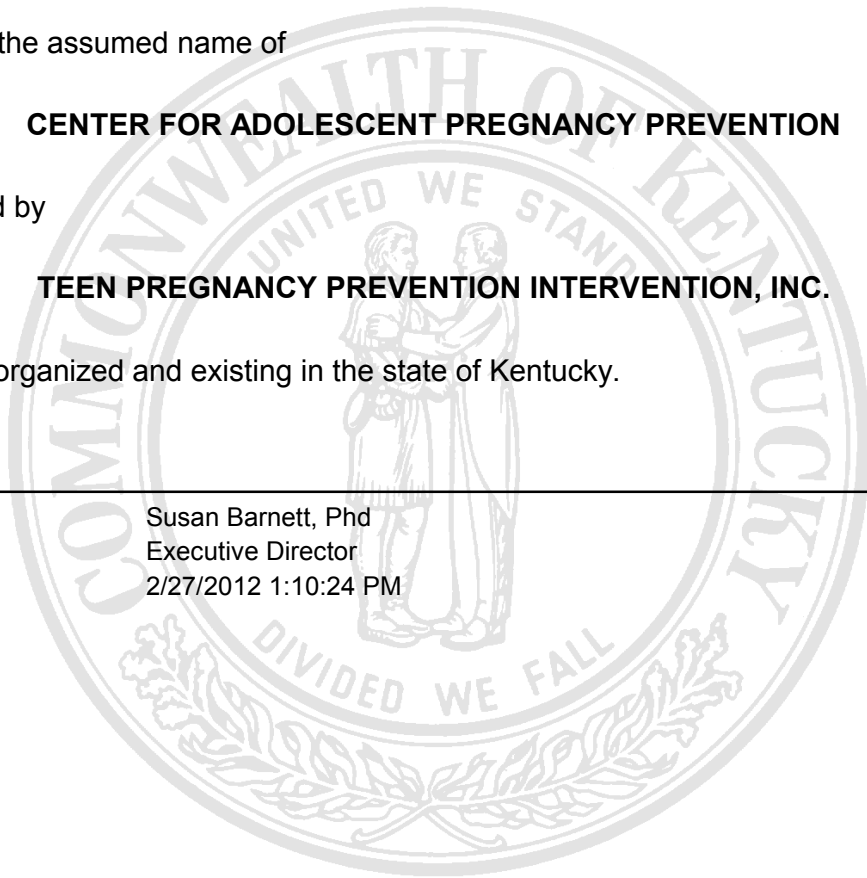 the assumed name of
CENTER FOR ADOLESCENT PREGNANCY PREVENTION
d by
TEEN PREGNANCY PREVENTION INTERVENTION, INC.
organized and existing in the state of Kentucky.
Susan Barnett, Phd
Executive Director
2/27/2012 1:10:24 PM
COMMONWEALTH OF KENTUCKY
UNITED WE STAND
DIVIDED WE FALL